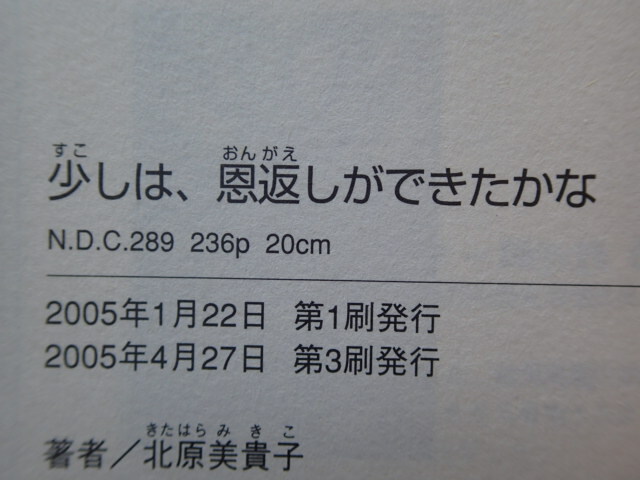 すこ おんがえ
少しは、恩返しができたかな
N.D.C.289 236p 20cm
2005年1月22日 第1刷発行
2005年4月27日 第3刷発行
きたはらみきこ
著者／北原美貴子